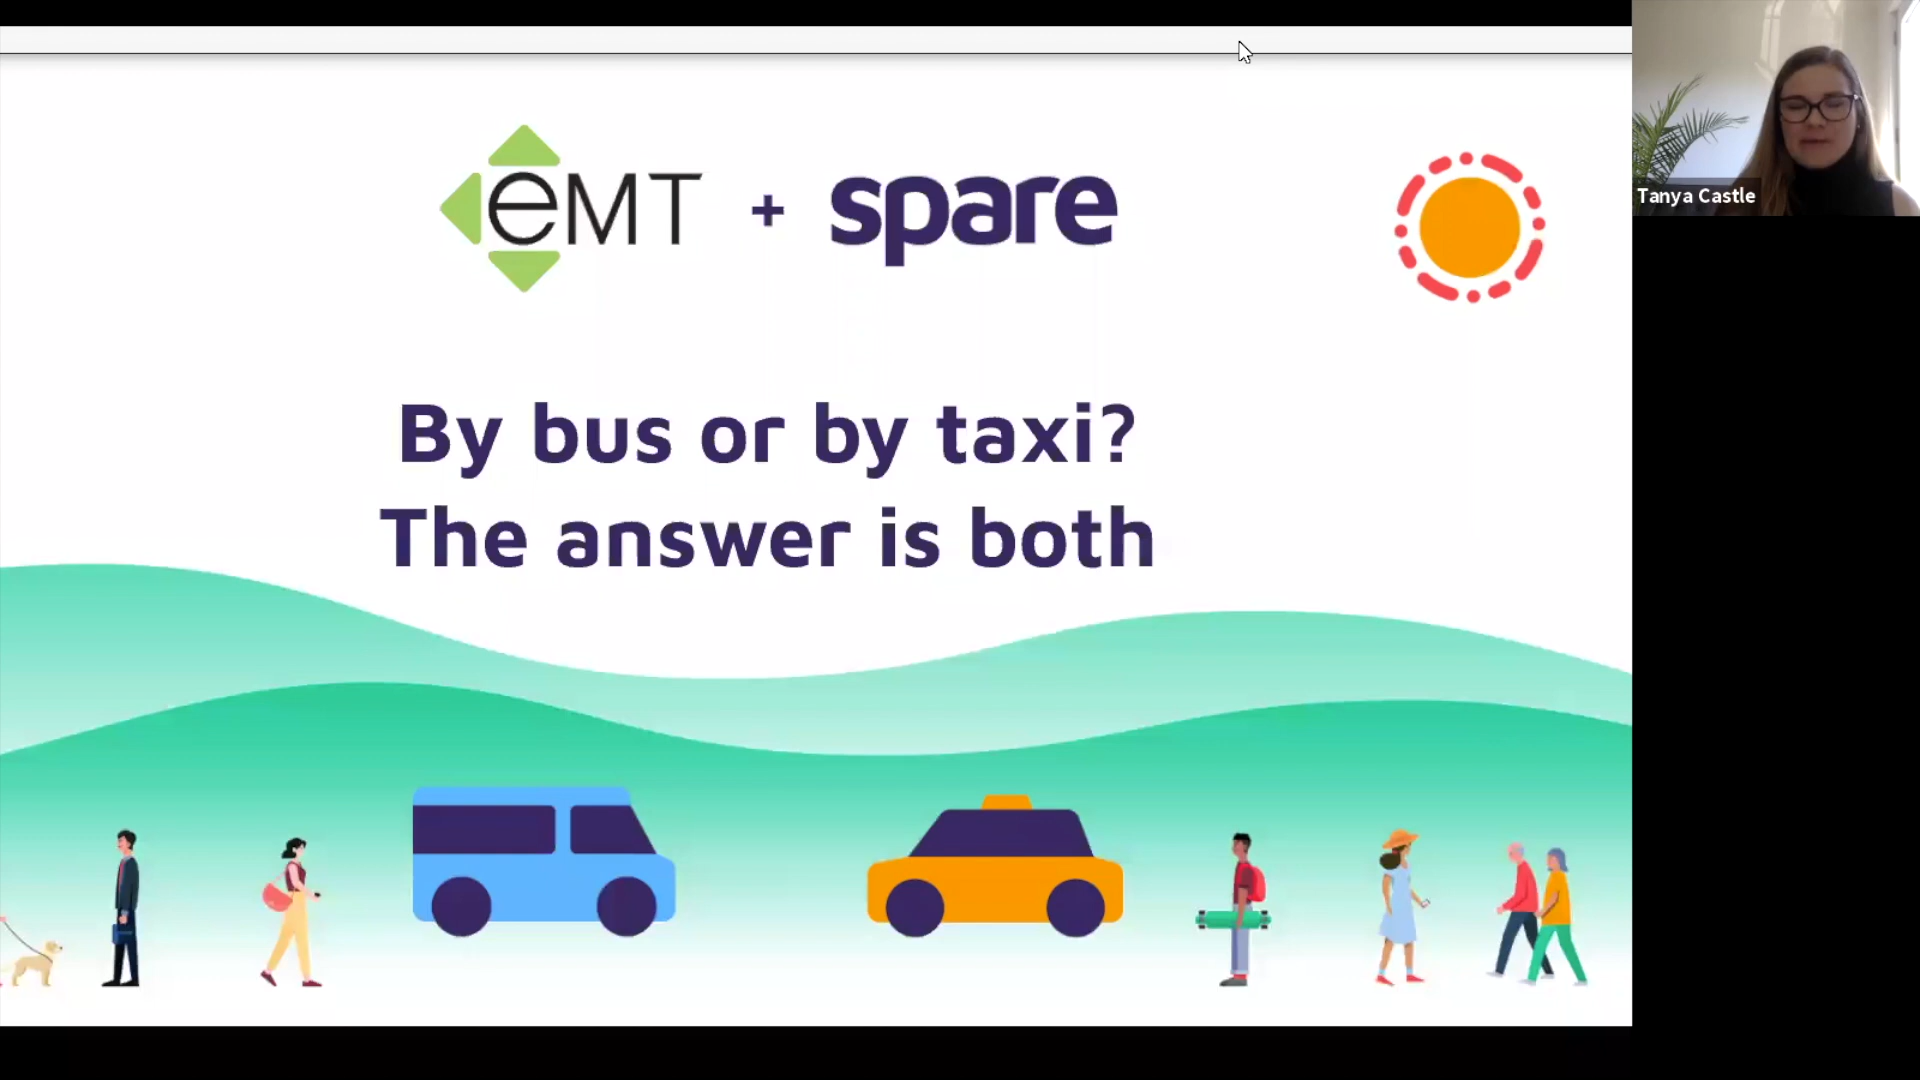 eMT + spare
Tanya Castle
By bus or by taxi?
The answer is both